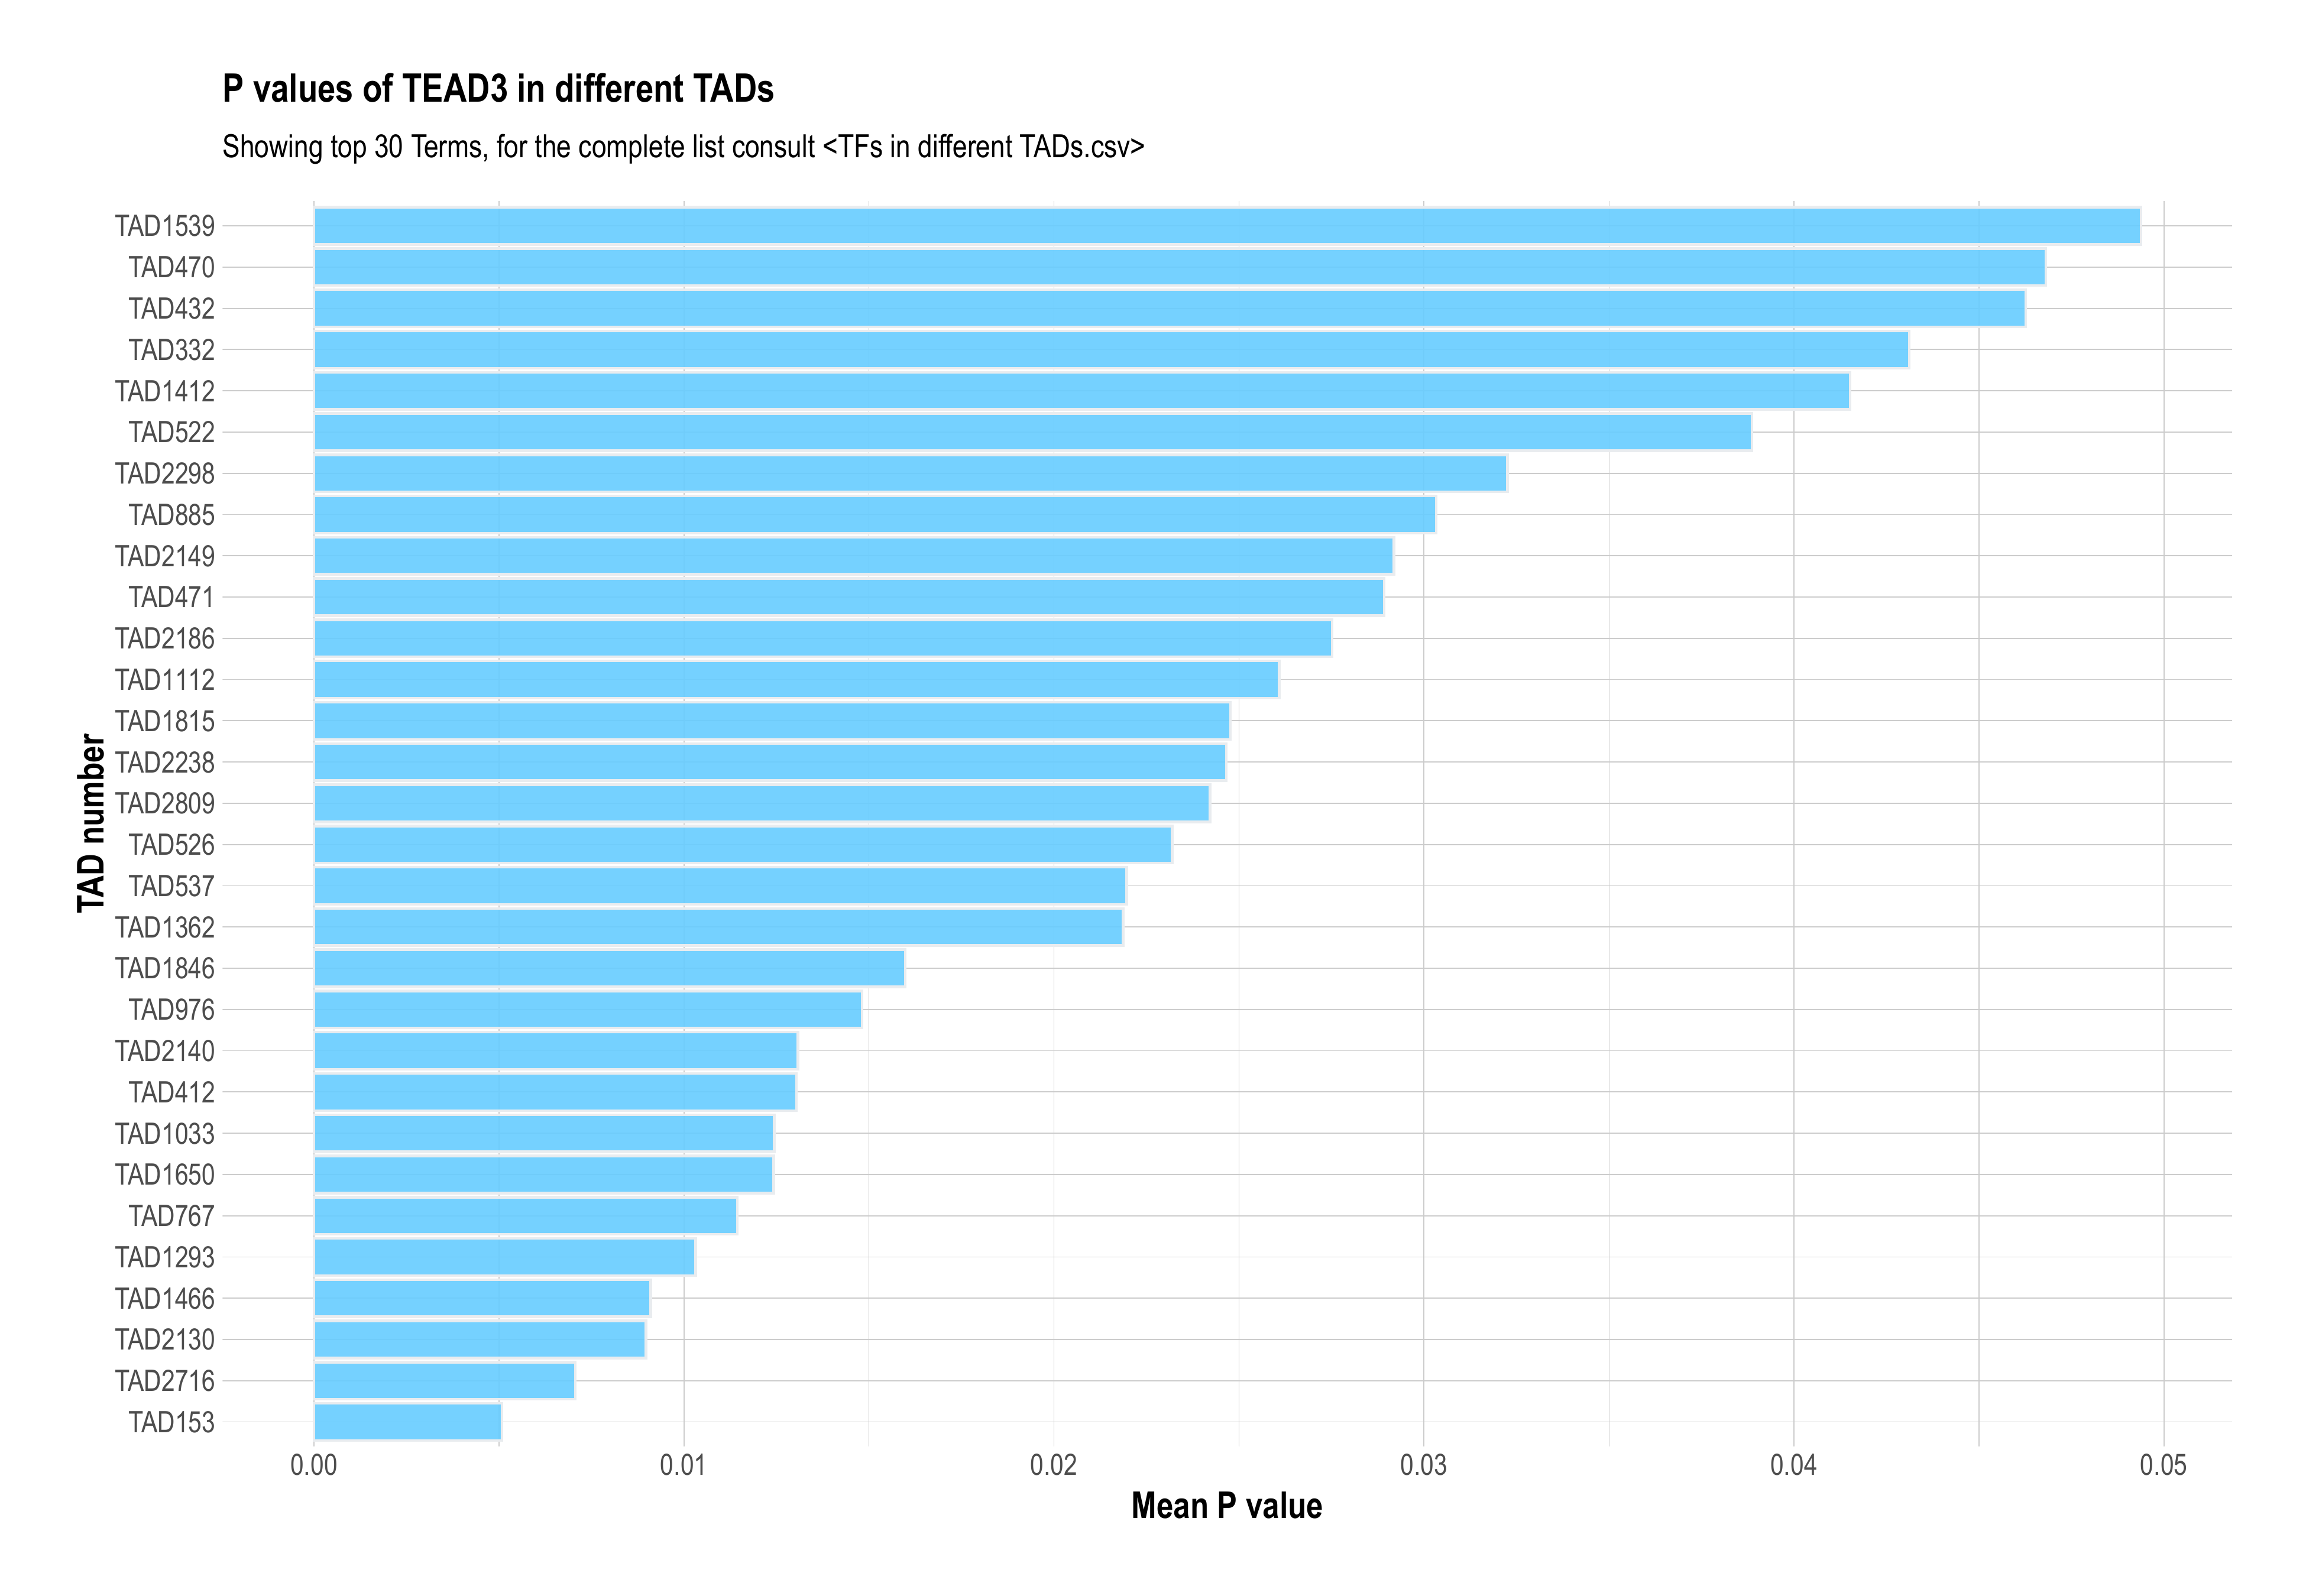 P values of TEAD3 in different TADs
Showing top 30 Terms, for the complete list consult <TFs in different TADs.csv>
TAD number
TAD1539
TAD470
TAD432
TAD332
TAD1412
TAD522
TAD2298
TAD885
TAD2149
TAD471
TAD2186
TAD1112
TAD1815
TAD2238
TAD2809
TAD526
TAD537
TAD1362
TAD1846
TAD976
TAD2140
TAD412
TAD1033
TAD1650
TAD767
TAD1293
TAD1466
TAD2130
TAD2716
TAD153
0.00 0.01 0.02 0.03 0.04 0.05
Mean P value